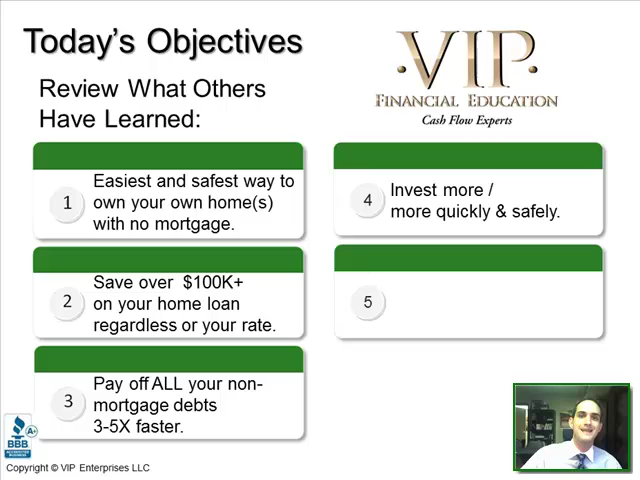 Today's Objectives
Review What Others
Have Learned:
·VIP·
FINANCIAL EDUCATION
Cash Flow Experts
1
Easiest and safest way to
own your own home(s)
with no mortgage.
2
Save over $100K+
on your home loan
regardless or your rate.
3
Pay off ALL your non-
mortgage debts
3-5X faster.
4
Invest more /
more quickly & safely.
5
A+
BBB
Copyright © VIP Enterprises LLC